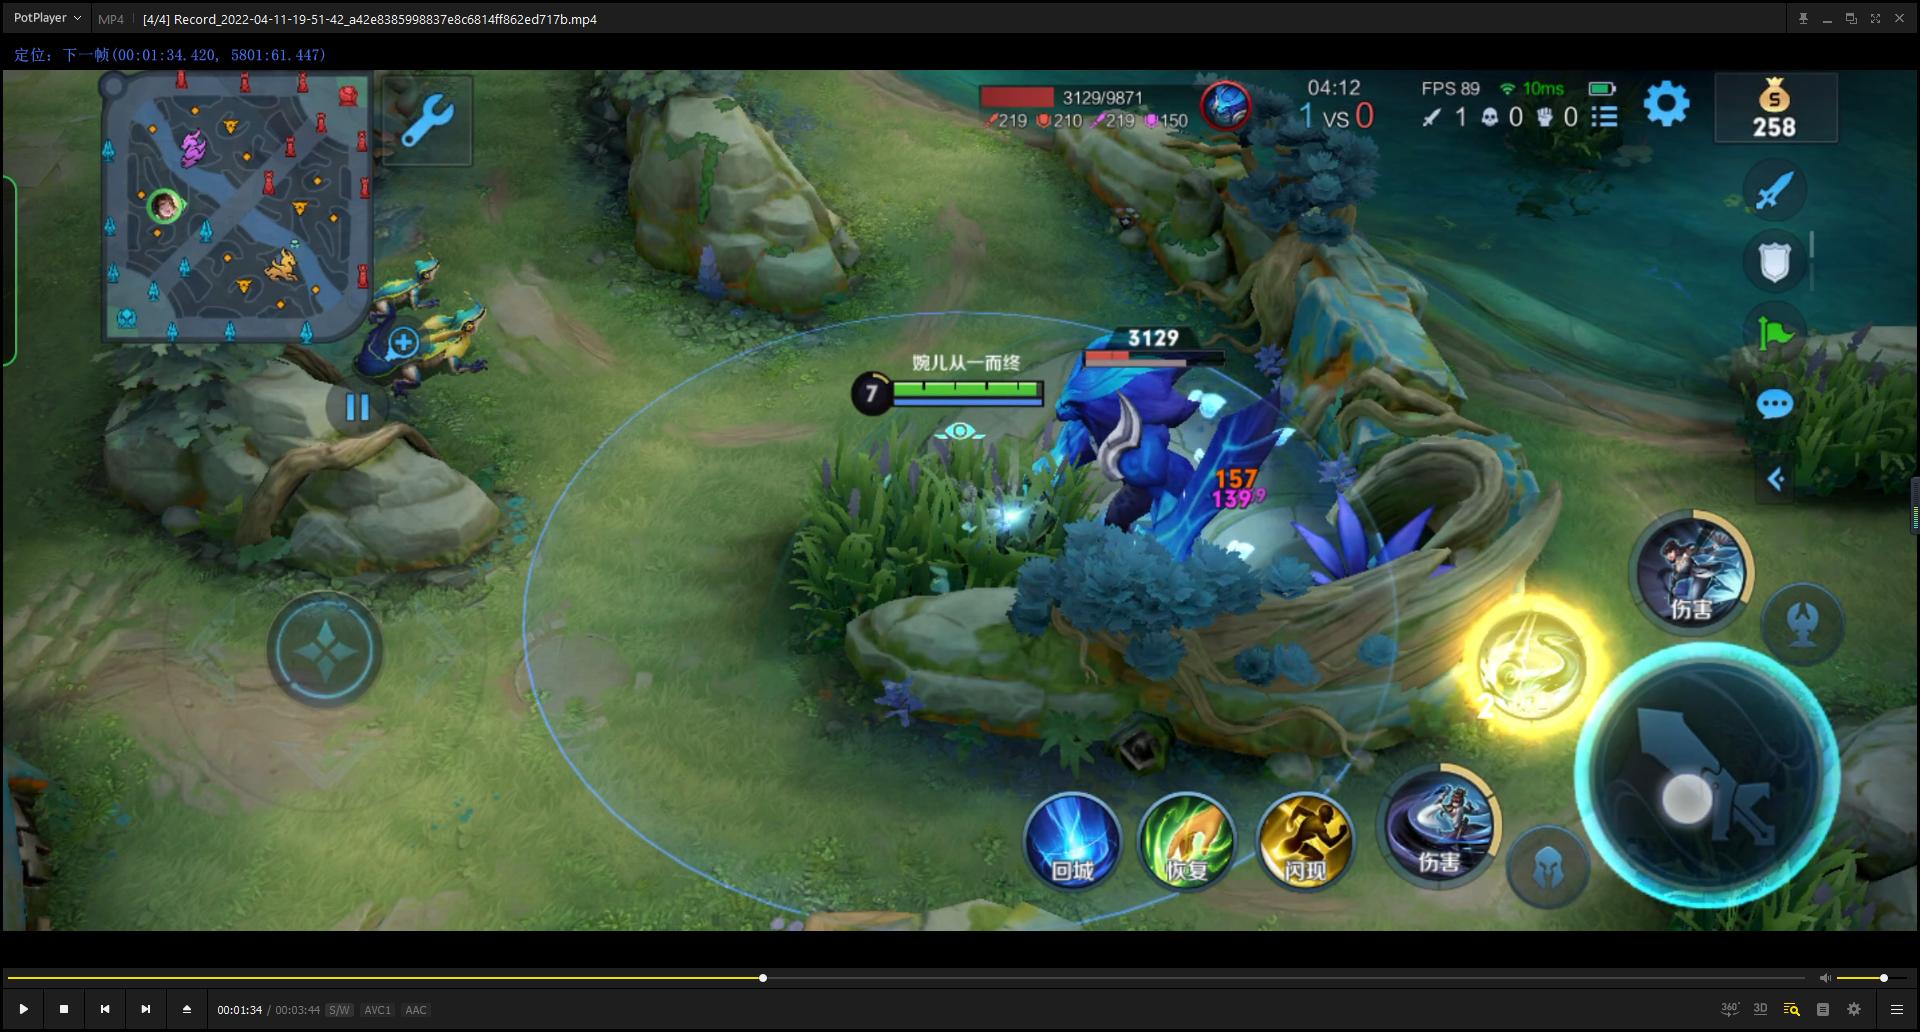 PotPlayer MP4 [4/4] Record_2022-04-11-19-51-42_a42e8385998837e8c6814ff862ed717b.mp4
定位: 下一帧(00:01:34.420, 5801:61.447)
3129/9871
219 210 219 150
04:12
1 VS 0
FPS 89 10ms
1 0 0
S
258
3129
婉儿从一而终
7
157
139
9
伤害
2
伤害
回城 恢复 闪现
00:01:34 / 00:03:44 S/W AVC1 AAC
360° 3D